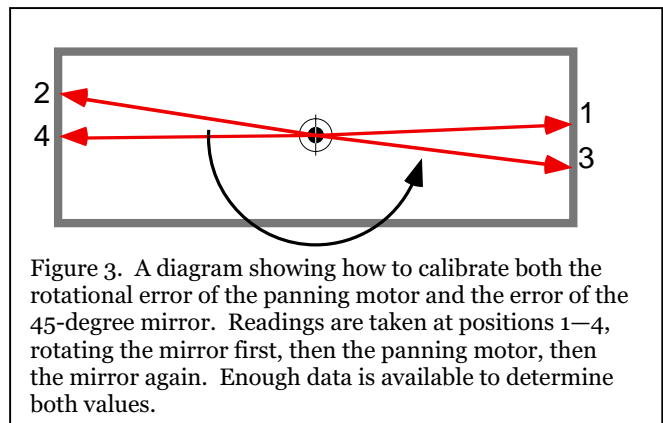 2
1
4
3
Figure 3.  A diagram showing how to calibrate both the
rotational error of the panning motor and the error of the
45-degree mirror.  Readings are taken at positions 1—4,
rotating the mirror first, then the panning motor, then
the mirror again.  Enough data is available to determine
both values.